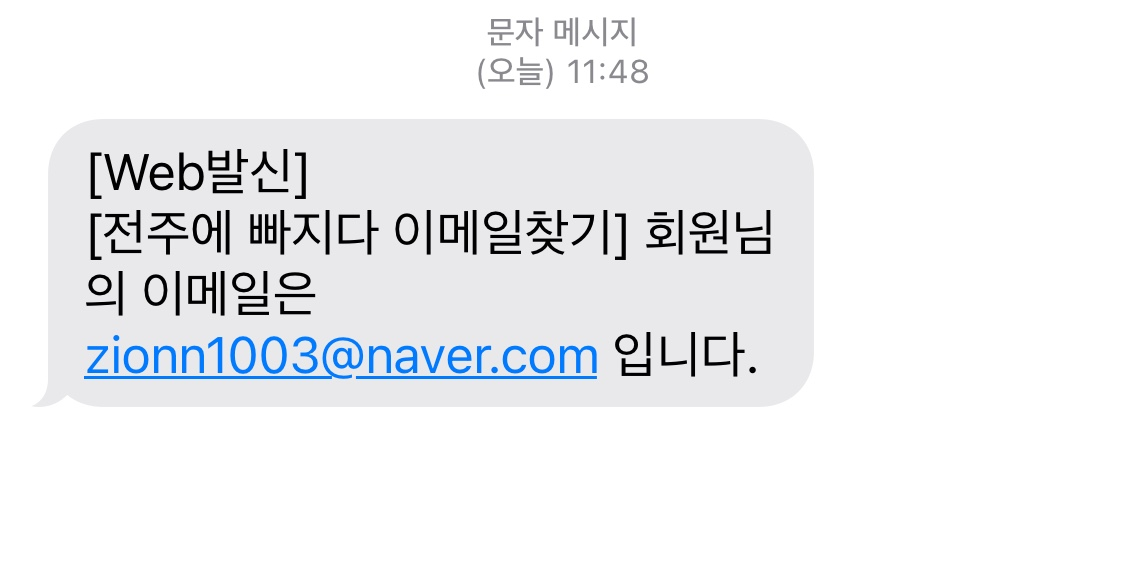 문자 메시지
(오늘) 11:48
[Web발신]
[전주에 빠지다 이메일찾기] 회원님
의 이메일은
zionn1003@naver.com 입니다.